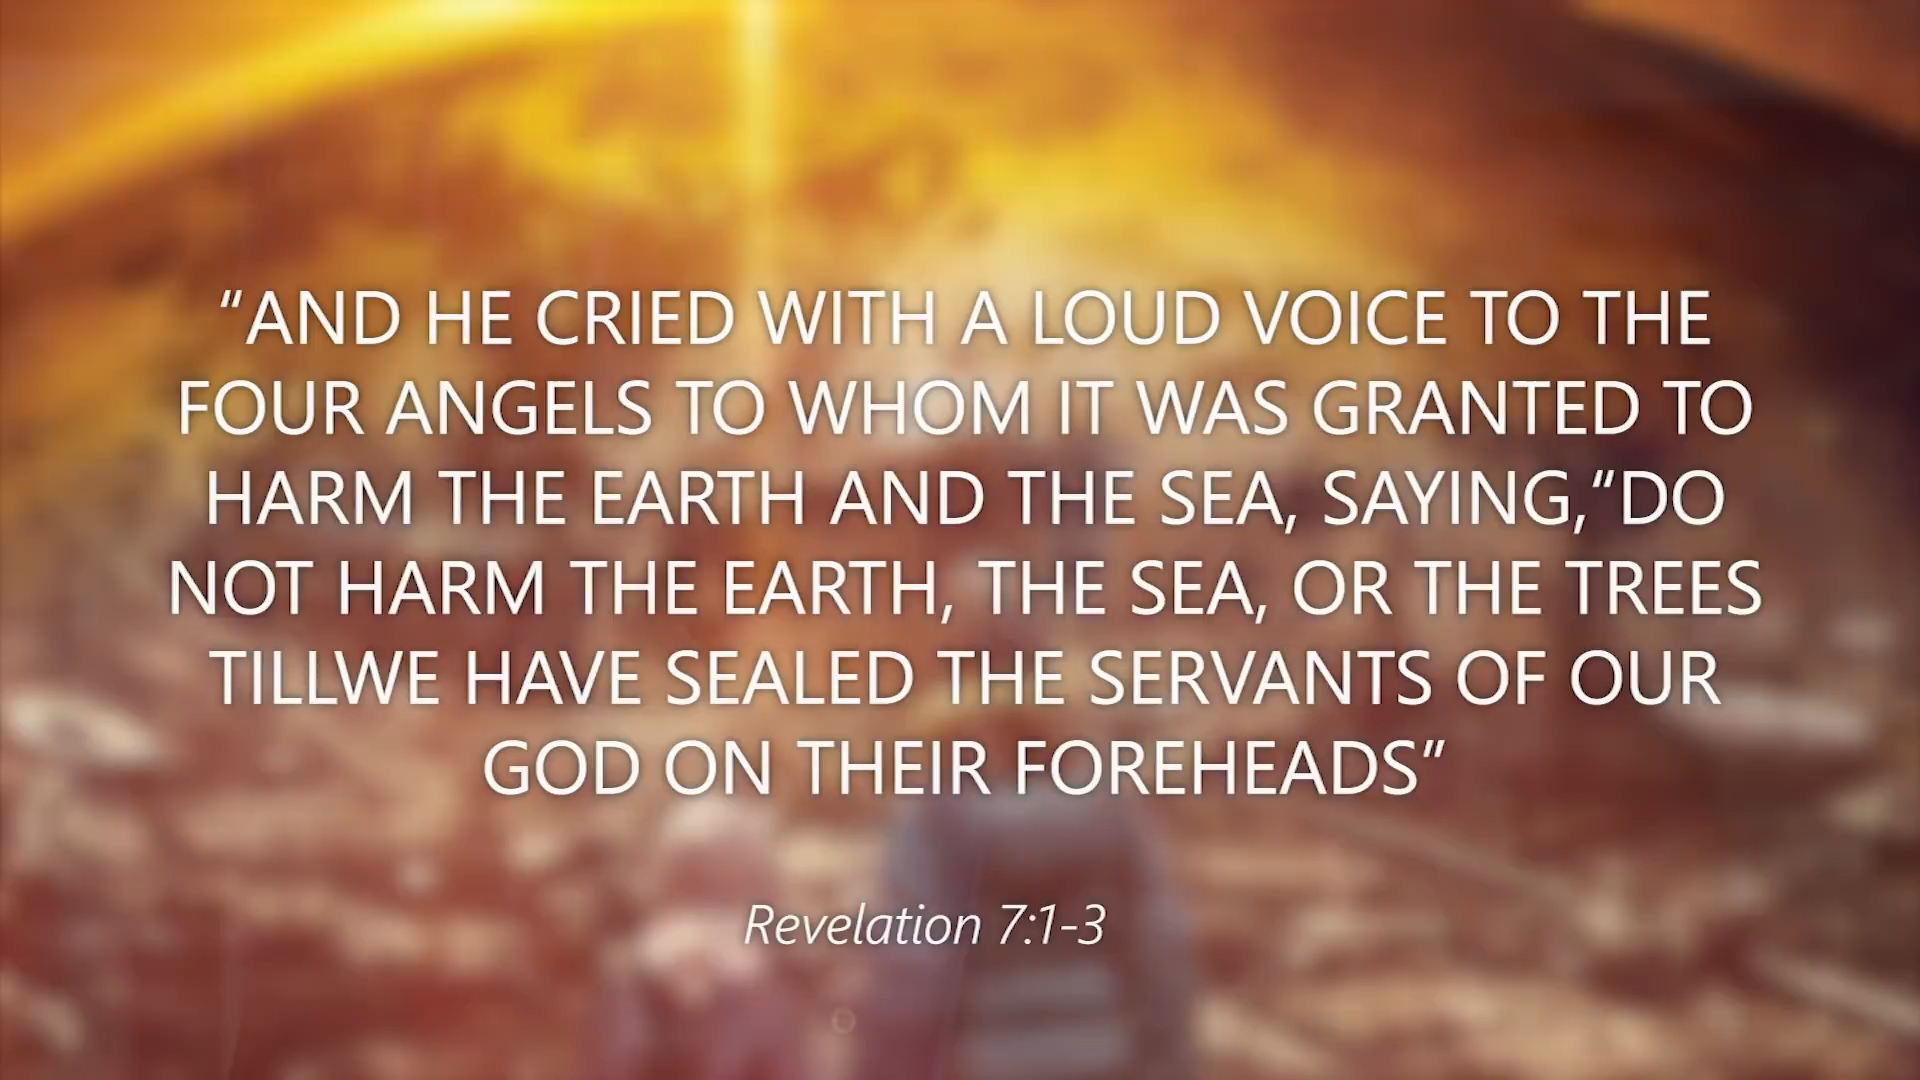 “AND HE CRIED WITH A LOUD VOICE TO THE
FOUR ANGELS TO WHOM IT WAS GRANTED TO
HARM THE EARTH AND THE SEA, SAYING,“DO
NOT HARM THE EARTH, THE SEA, OR THE TREES
TILLWE HAVE SEALED THE SERVANTS OF OUR
GOD ON THEIR FOREHEADS”
Revelation 7:1-3